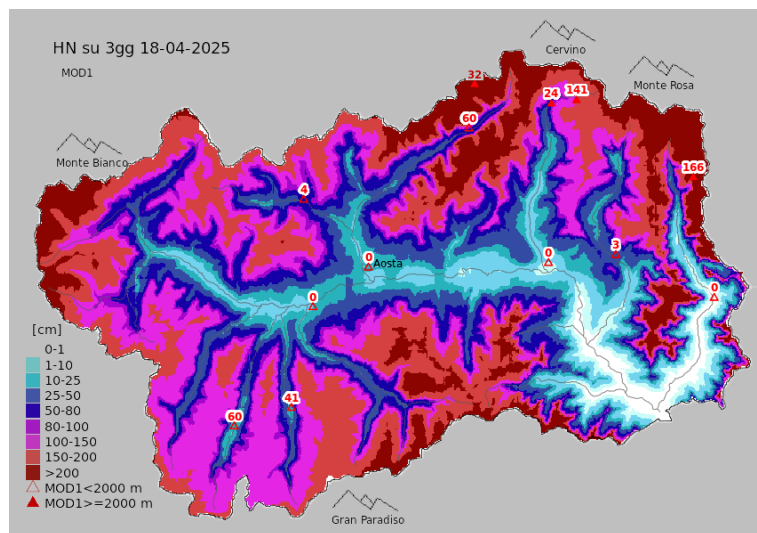 HN su 3gg 18-04-2025
MOD1
Cervino
Monte Rosa
Monte Bianco
32
24
141
60
166
4
0
Aosta
0
3
0
0
[cm]
0-1
1-10
10-25
25-50
50-80
80-100
100-150
150-200
>200
MOD1<2000 m
MOD1>=2000 m
41
60
Gran Paradiso